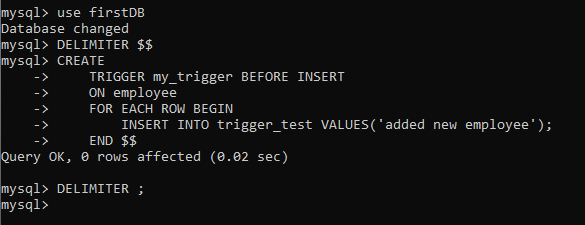 mysql> use firstDB
Database changed
mysql> DELIMITER $$
mysql> CREATE
    ->     TRIGGER my_trigger BEFORE INSERT
    ->     ON employee
    ->     FOR EACH ROW BEGIN
    ->         INSERT INTO trigger_test VALUES('added new employee');
    ->     END $$
Query OK, 0 rows affected (0.02 sec)
mysql> DELIMITER ;
mysql>